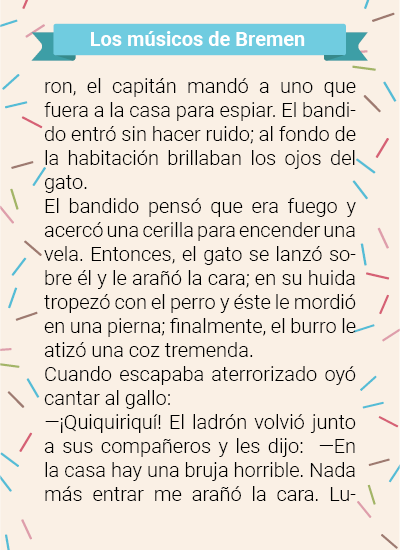 Los músicos de Bremen
ron, el capitán mandó a uno que
fuera a la casa para espiar. El bandi-
do entró sin hacer ruido; al fondo de
la habitación brillaban los ojos del
gato.
El bandido pensó que era fuego y
acercó una cerilla para encender una
vela. Entonces, el gato se lanzó so-
bre él y le arañó la cara; en su huida
tropezó con el perro y éste le mordió
en una pierna; finalmente, el burro le
atizó una coz tremenda.
Cuando escapaba aterrorizado oyó
cantar al gallo:
—¡Quiquiriquí! El ladrón volvió junto
a sus compañeros y les dijo:  —En
la casa hay una bruja horrible. Nada
más entrar me arañó la cara. Lu-